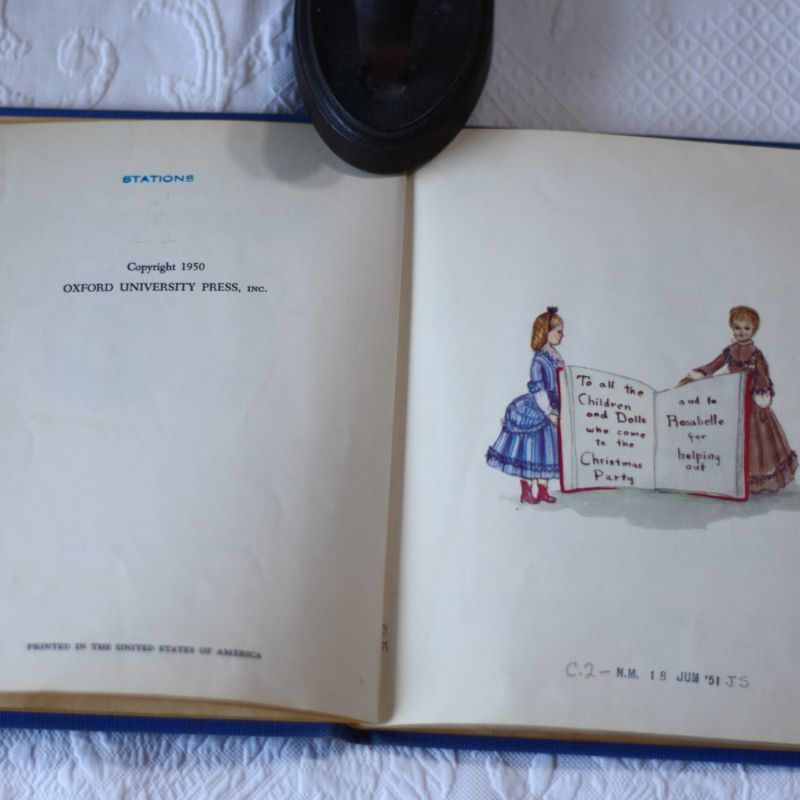 STATIONS
C.2
Copyright 1950
OXFORD UNIVERSITY PRESS, INC.
PRINTED IN THE UNITED STATES OF AMERICA
To all the
Children
and Dolls
who come
to the
Christmas
Party
and to
Rosabelle
for
helping
out
C.2— N.M. 18 JUN '51 JS